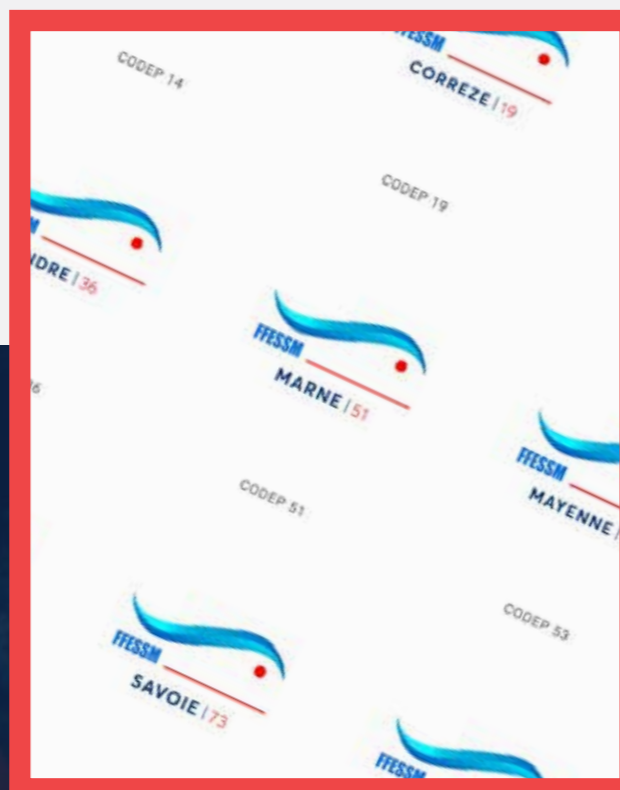 CODEP 14
FFESSM
CORREZE|19
CODEP 19
NDRE|36
FFESSM
MARNE|51
FFESSM
MAYENNE
CODEP 51
CODEP 53
FFESSM
SAVOIE|73
FFESSM